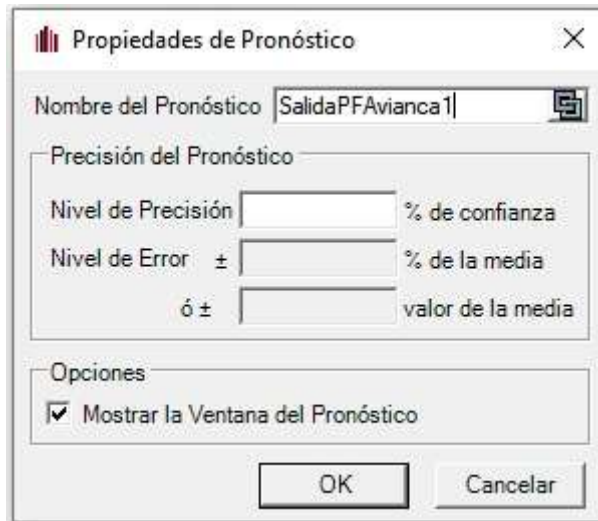 Propiedades de Pronóstico
Nombre del Pronóstico SalidaPFAvianca1
Precisión del Pronóstico
Nivel de Precisión % de confianza
Nivel de Error ± % de la media
ó ± valor de la media
Opciones
Mostrar la Ventana del Pronóstico
OK Cancelar